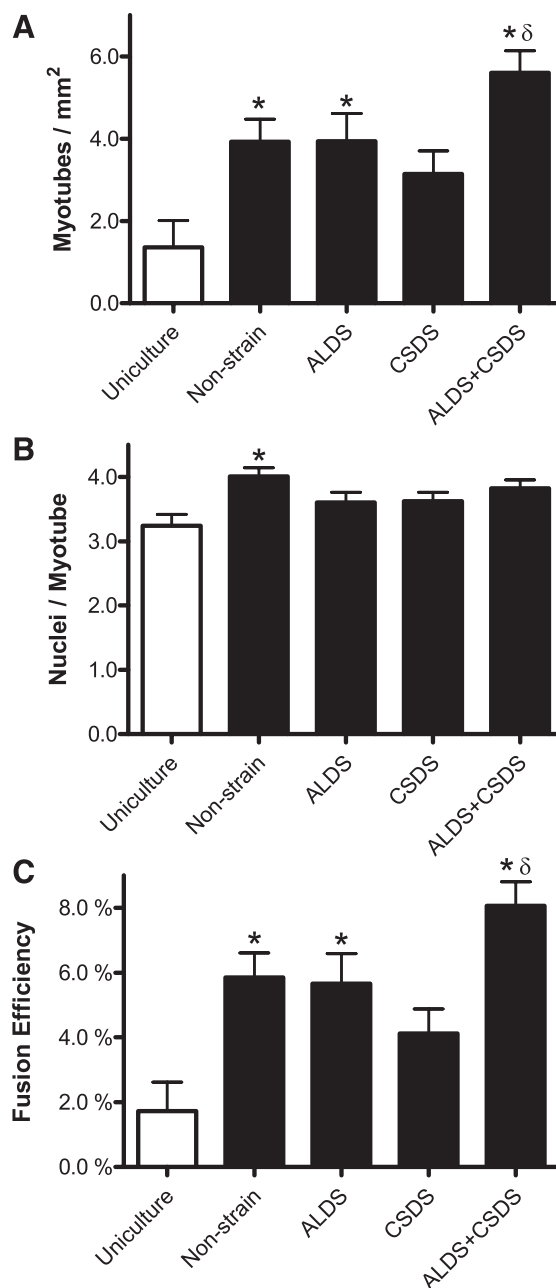 A
Myotubes / mm²
6.0
4.0
2.0
0.0
* *
* δ
Uniculture
Non-strain
ALDS
CSDS
ALDS+CSDS
B
Nuclei / Myotube
4.0
3.0
2.0
1.0
0.0
*
Uniculture
Non-strain
ALDS
CSDS
ALDS+CSDS
C
Fusion Efficiency
8.0 %
6.0 %
4.0 %
2.0 %
0.0 %
* *
* δ
Uniculture
Non-strain
ALDS
CSDS
ALDS+CSDS